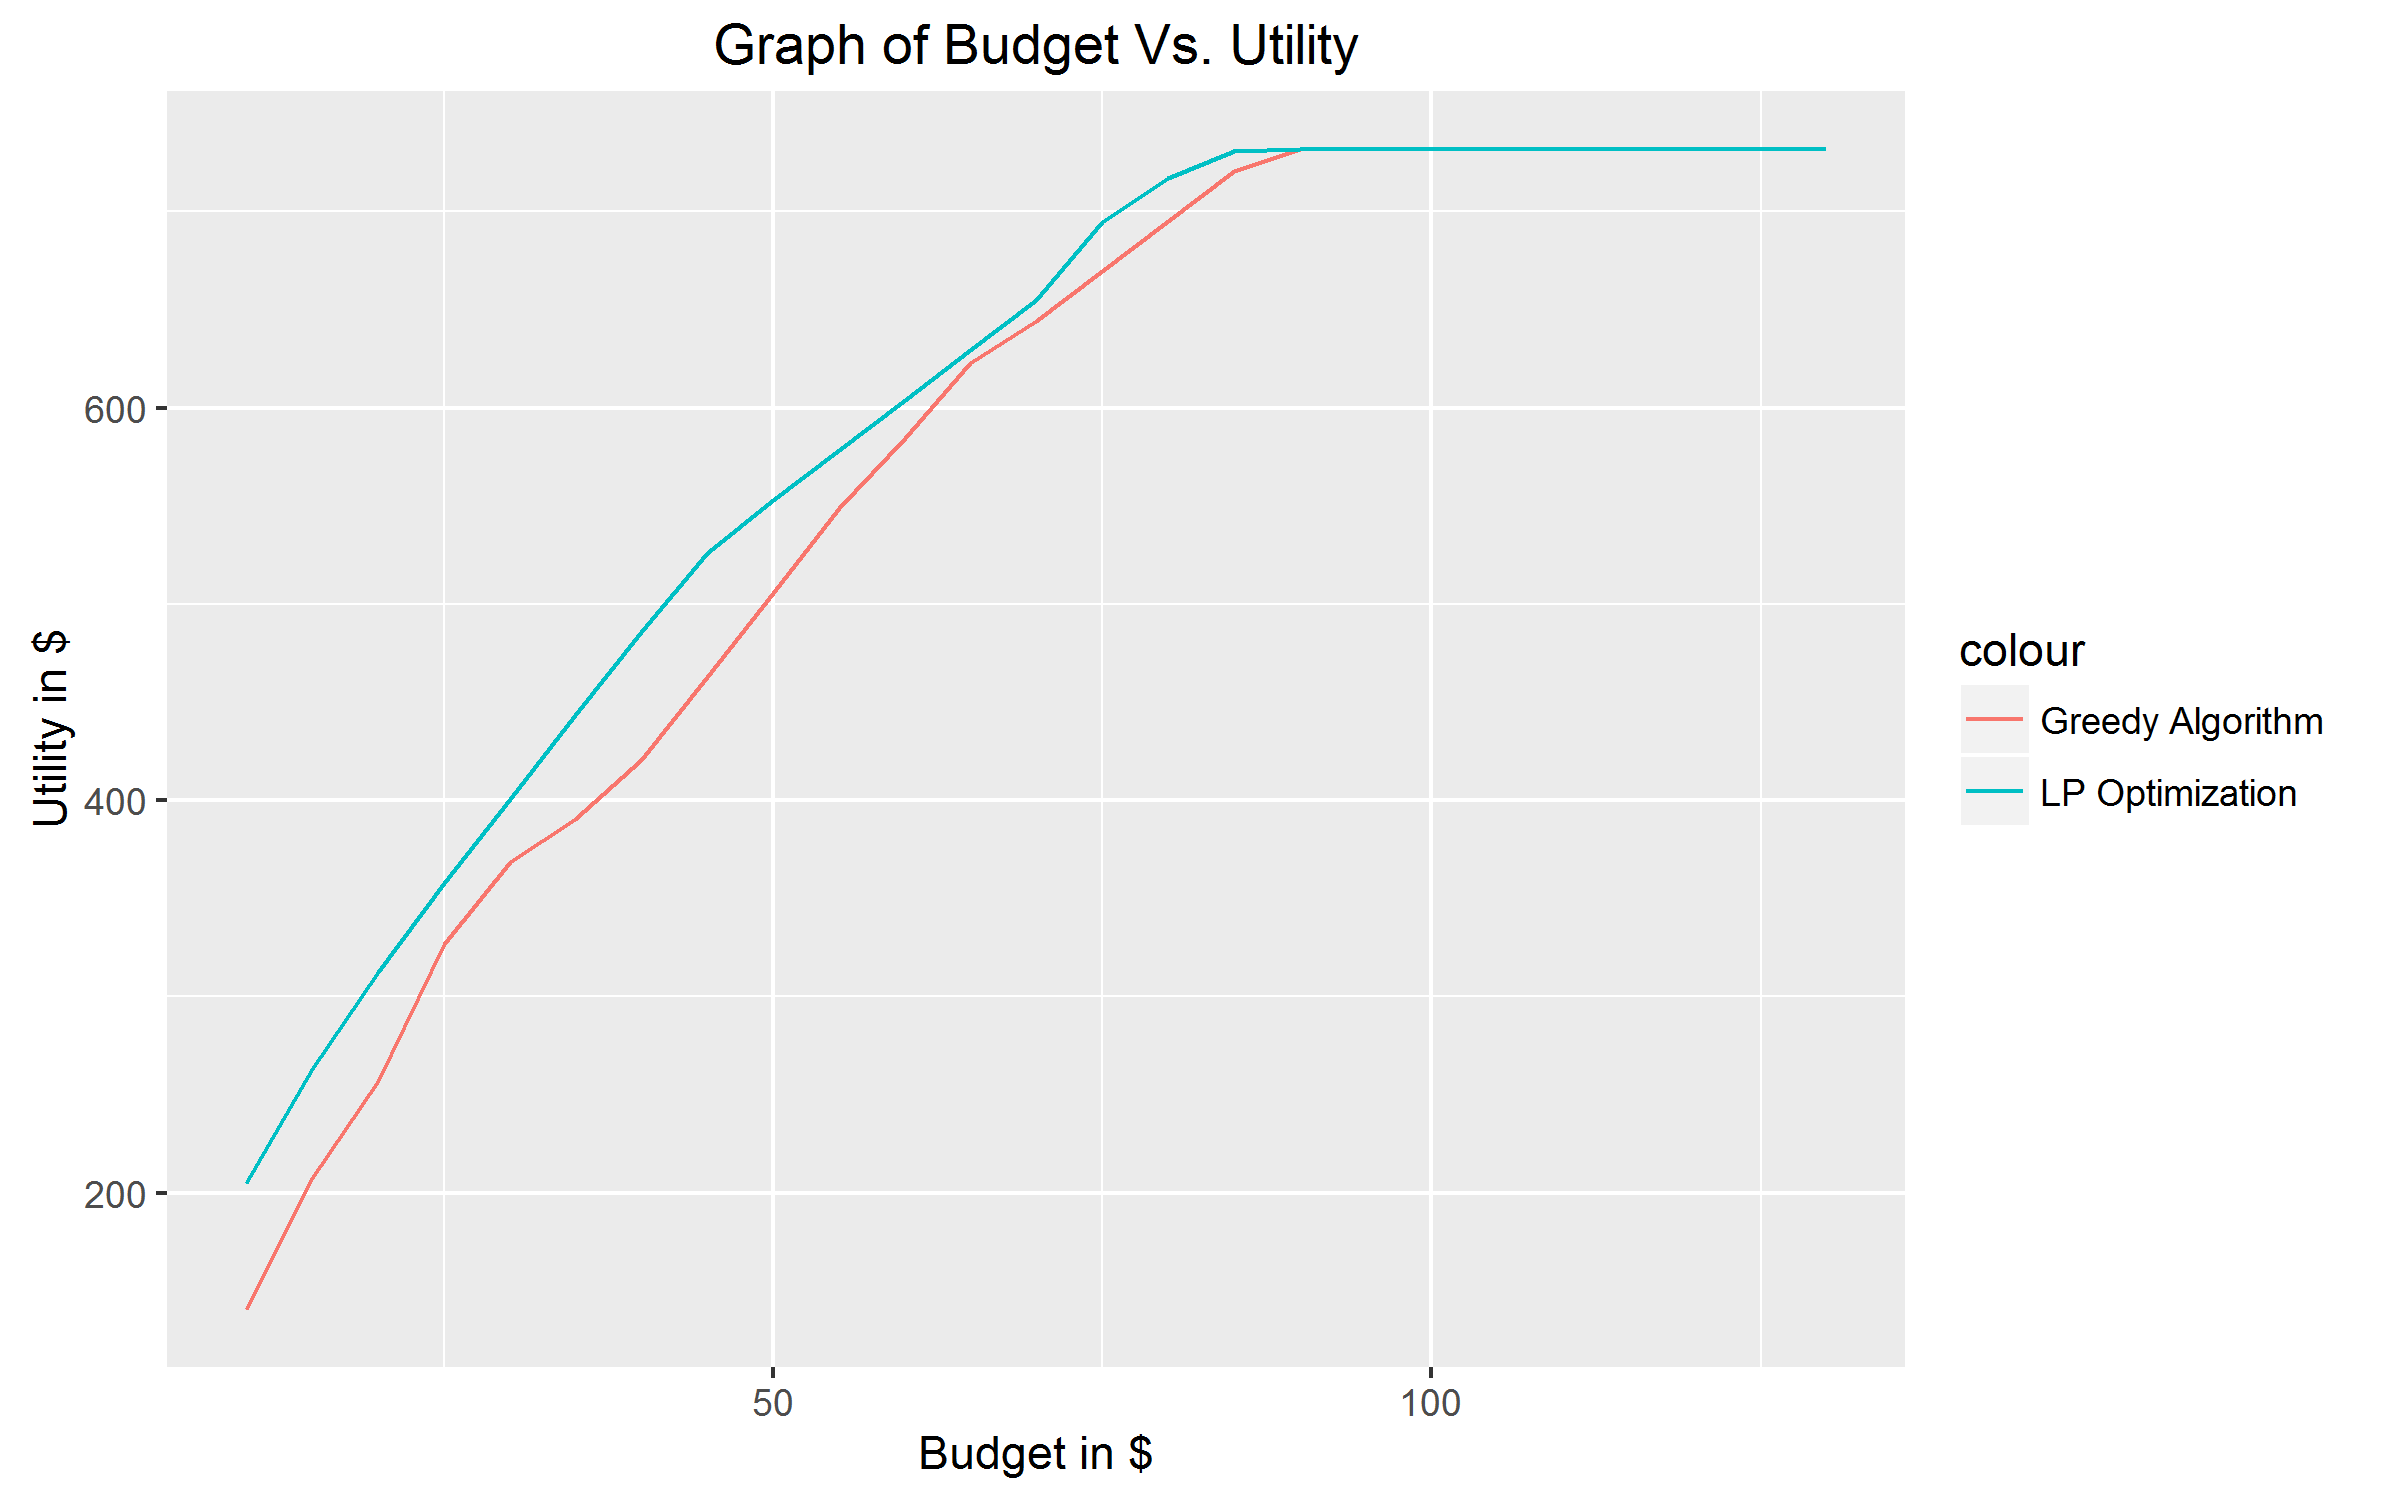 Graph of Budget Vs. Utility
Utility in $
600
400
200
50
100
Budget in $
colour
Greedy Algorithm
LP Optimization